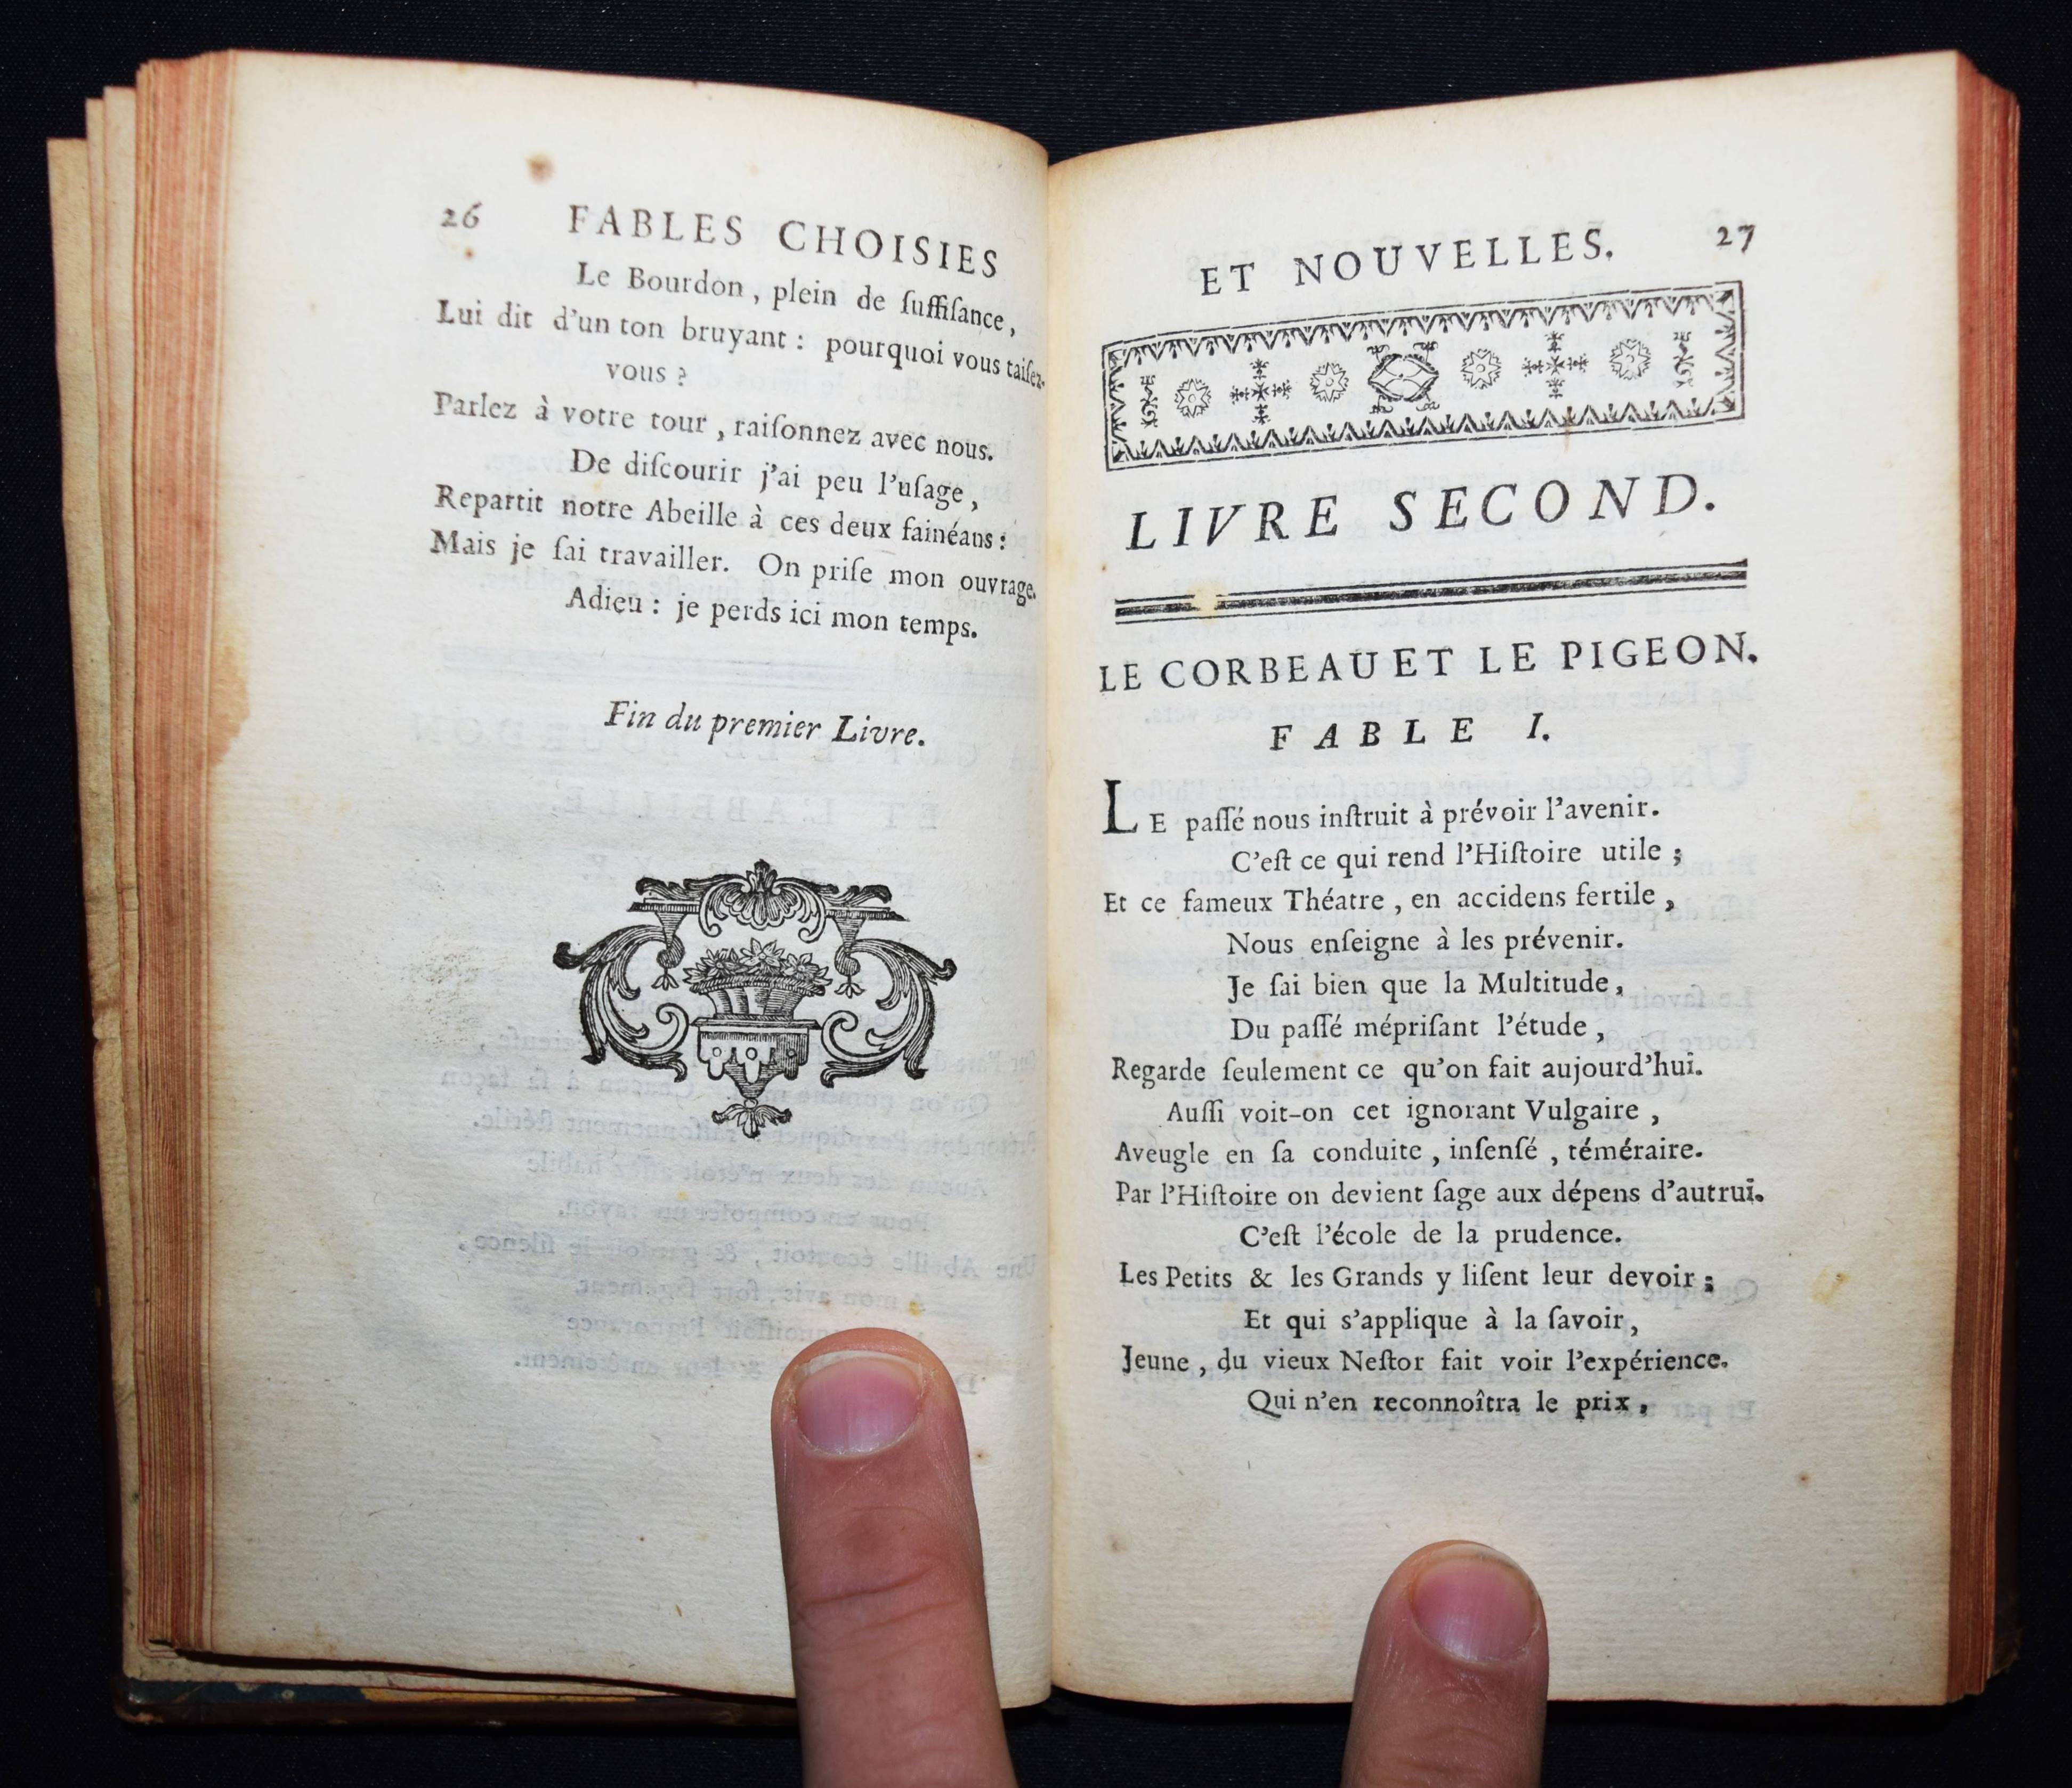 26 FABLES CHOISIES
Le Bourdon, plein de ſuffiſance,
Lui dit d'un ton bruyant : pourquoi vous taiſez-
vous ?
Parlez à votre tour, raiſonnez avec nous.
De diſcourir j'ai peu l'uſage,
Repartit notre Abeille à ces deux fainéans :
Mais je ſai travailler. On priſe mon ouvrage.
Adieu : je perds ici mon temps.
Fin du premier Livre.
ET NOUVELLES. 27
LIVRE SECOND.
LE CORBEAU ET LE PIGEON.
FABLE I.
LE paſſé nous inſtruit à prévoir l'avenir.
C'eſt ce qui rend l'Hiſtoire utile ;
Et ce fameux Théatre, en accidens fertile,
Nous enſeigne à les prévenir.
Je ſai bien que la Multitude,
Du paſſé mépriſant l'étude,
Regarde ſeulement ce qu'on fait aujourd'hui.
Auſſi voit-on cet ignorant Vulgaire,
Aveugle en ſa conduite, inſenſé, téméraire.
Par l'Hiſtoire on devient ſage aux dépens d'autrui.
C'eſt l'école de la prudence.
Les Petits & les Grands y liſent leur devoir ;
Et qui s'applique à la ſavoir,
Jeune, du vieux Neſtor fait voir l'expérience.
Qui n'en reconnoîtra le prix,